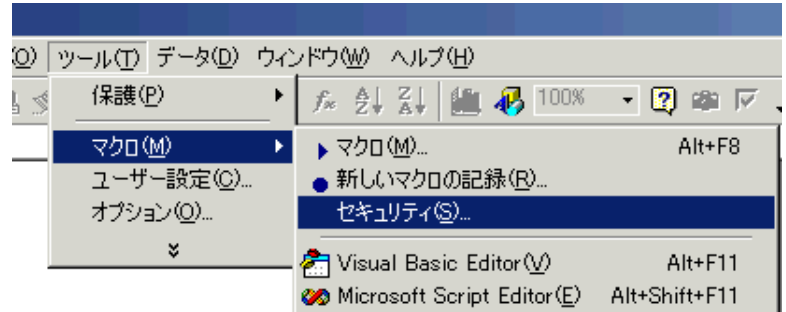 (O) ツール(T) データ(D) ウィンドウ(W) ヘルプ(H)
保護(P)
100%
マクロ(M)
マクロ(M)... Alt+F8
ユーザー設定(C)...
新しいマクロの記録(R)...
オプション(O)...
セキュリティ(S)...
Visual Basic Editor(V) Alt+F11
Microsoft Script Editor(E) Alt+Shift+F11